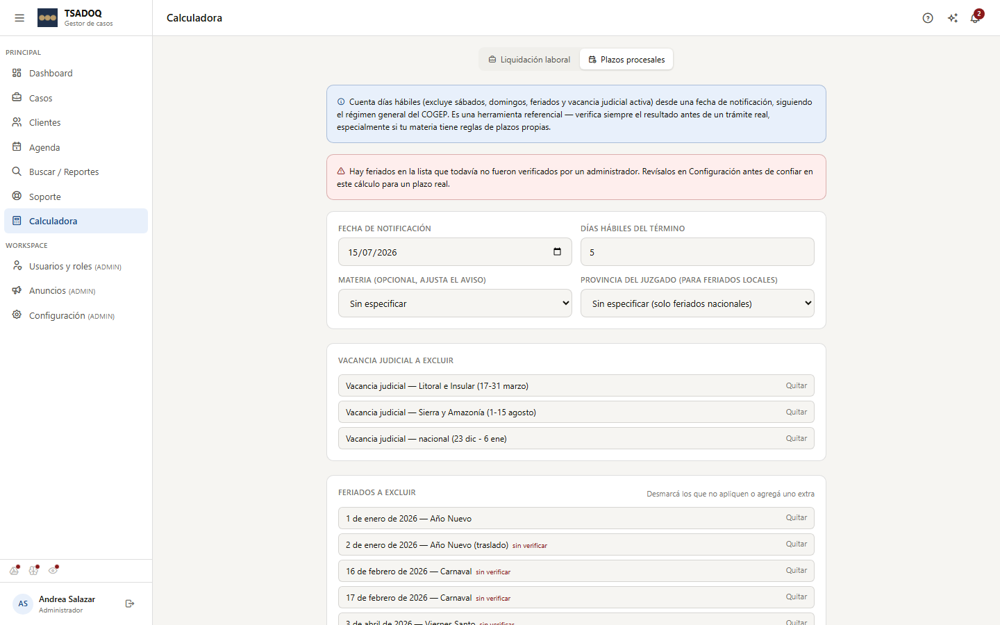 TSADOQ
Gestor de casos
Calculadora
2
PRINCIPAL
Dashboard
Casos
Clientes
Agenda
Buscar / Reportes
Soporte
Calculadora
WORKSPACE
Usuarios y roles (ADMIN)
Anuncios (ADMIN)
Configuración (ADMIN)
AS
Andrea Salazar
Administrador
Liquidación laboral
Plazos procesales
Cuenta días hábiles (excluye sábados, domingos, feriados y vacancia judicial activa) desde una fecha de notificación, siguiendo
el régimen general del COGEP. Es una herramienta referencial — verifica siempre el resultado antes de un trámite real,
especialmente si tu materia tiene reglas de plazos propias.
Hay feriados en la lista que todavía no fueron verificados por un administrador. Revísalos en Configuración antes de confiar en
este cálculo para un plazo real.
FECHA DE NOTIFICACIÓN
15/07/2026
DÍAS HÁBILES DEL TÉRMINO
5
MATERIA (OPCIONAL, AJUSTA EL AVISO)
Sin especificar
PROVINCIA DEL JUZGADO (PARA FERIADOS LOCALES)
Sin especificar (solo feriados nacionales)
VACANCIA JUDICIAL A EXCLUIR
Vacancia judicial — Litoral e Insular (17-31 marzo) Quitar
Vacancia judicial — Sierra y Amazonía (1-15 agosto) Quitar
Vacancia judicial — nacional (23 dic - 6 ene) Quitar
FERIADOS A EXCLUIR
Desmarcá los que no apliquen o agregá uno extra
1 de enero de 2026 — Año Nuevo Quitar
2 de enero de 2026 — Año Nuevo (traslado) sin verificar Quitar
16 de febrero de 2026 — Carnaval sin verificar Quitar
17 de febrero de 2026 — Carnaval sin verificar Quitar
3 de abril de 2026 — Viernes Santo sin verificar Quitar